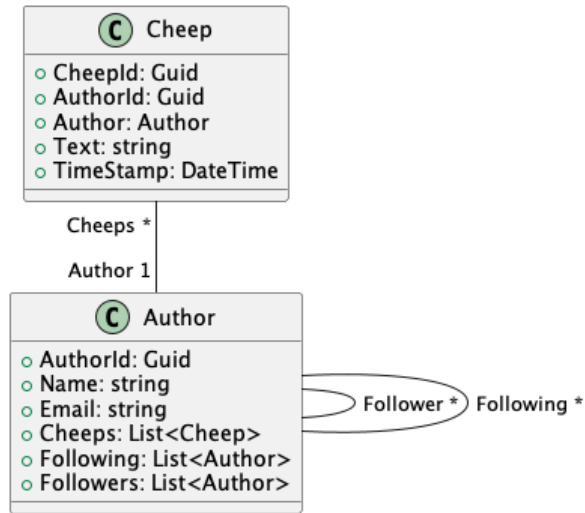 C Cheep
CheepId: Guid
AuthorId: Guid
Author: Author
Text: string
TimeStamp: DateTime
Cheeps *
Author 1
C Author
AuthorId: Guid
Name: string
Email: string
Cheeps: List<Cheep>
Following: List<Author>
Followers: List<Author>
Follower * Following *